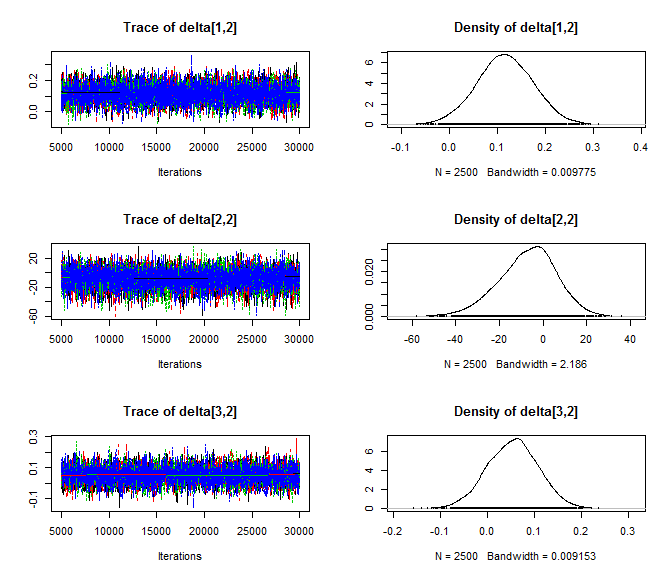 Trace of delta[1,2]
0.2
0.0
5000 10000 15000 20000 25000 30000
Iterations
Density of delta[1,2]
6
4
2
0
-0.1 0.0 0.1 0.2 0.3 0.4
N = 2500 Bandwidth = 0.009775
Trace of delta[2,2]
20
-20
-60
5000 10000 15000 20000 25000 30000
Iterations
Density of delta[2,2]
0.020
0.000
-60 -40 -20 0 20 40
N = 2500 Bandwidth = 2.186
Trace of delta[3,2]
0.3
0.1
-0.1
5000 10000 15000 20000 25000 30000
Iterations
Density of delta[3,2]
6
4
2
0
-0.2 -0.1 0.0 0.1 0.2 0.3
N = 2500 Bandwidth = 0.009153